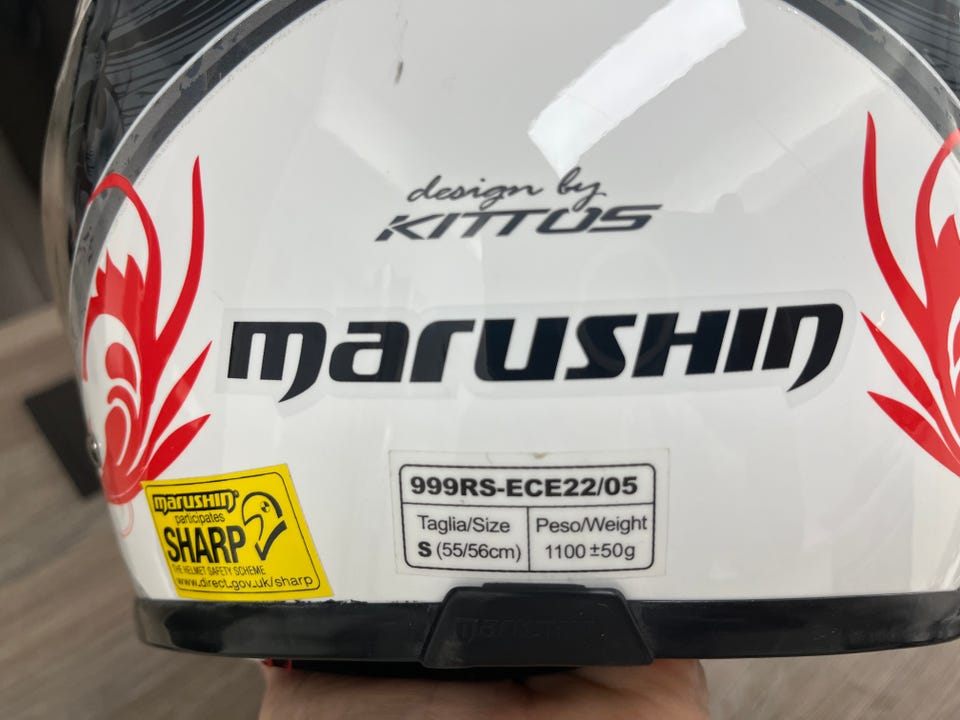 design by
KITTOS
marusHin
marusHin®
participates
SHARP
THE HELMET SAFETY SCHEME
www.direct.gov.uk/sharp
999RS-ECE22/05
Taglia/Size
S (55/56cm)
Peso/Weight
1100 ±50g
marusHin